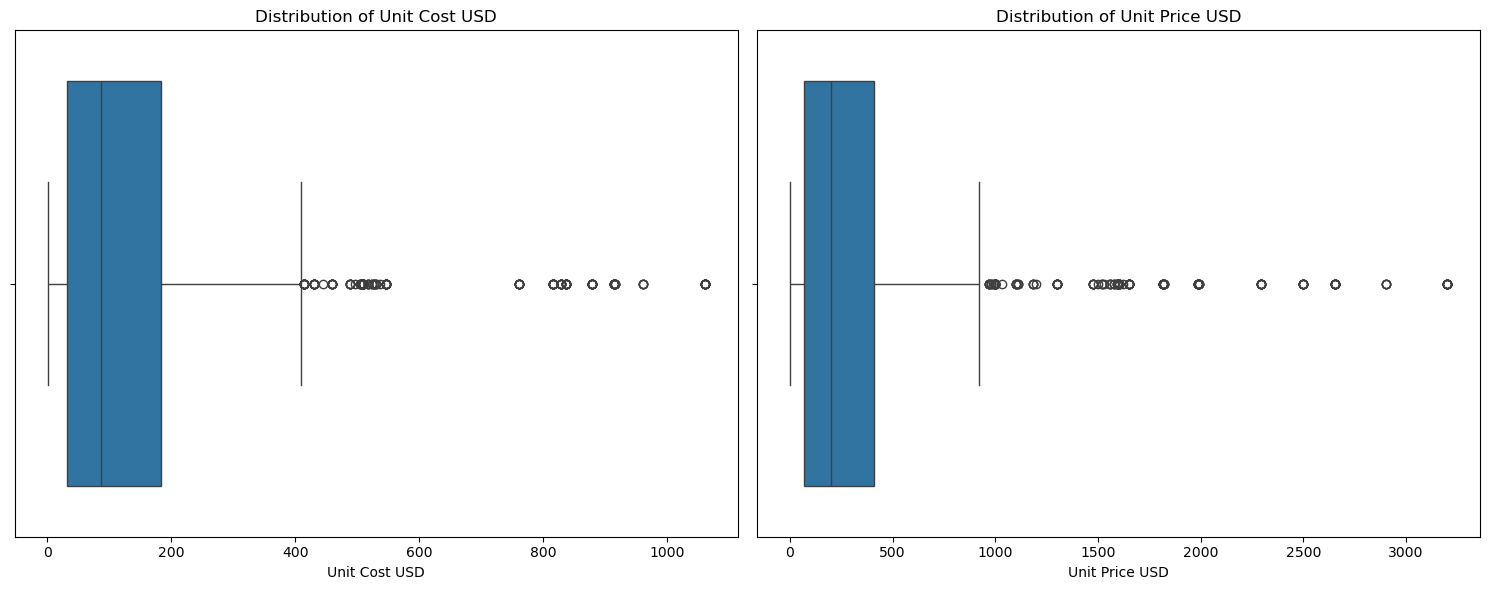 Distribution of Unit Cost USD
0 200 400 600 800 1000
Unit Cost USD
Distribution of Unit Price USD
0 500 1000 1500 2000 2500 3000
Unit Price USD